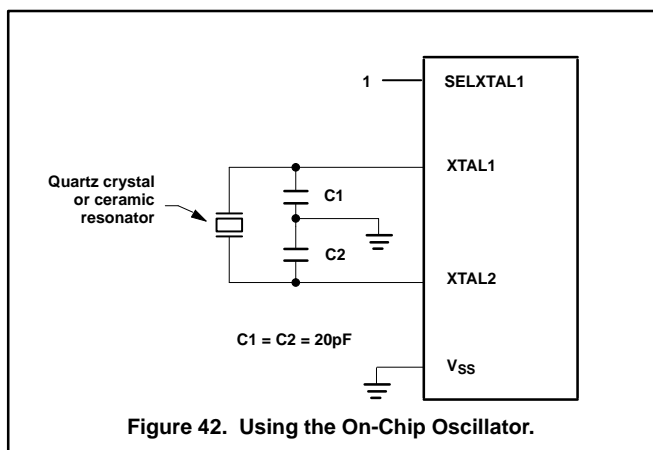 1 SELXTAL1
XTAL1
Quartz crystal
or ceramic
resonator
C1
C2
XTAL2
C1 = C2 = 20pF
VSS
Figure 42. Using the On-Chip Oscillator.